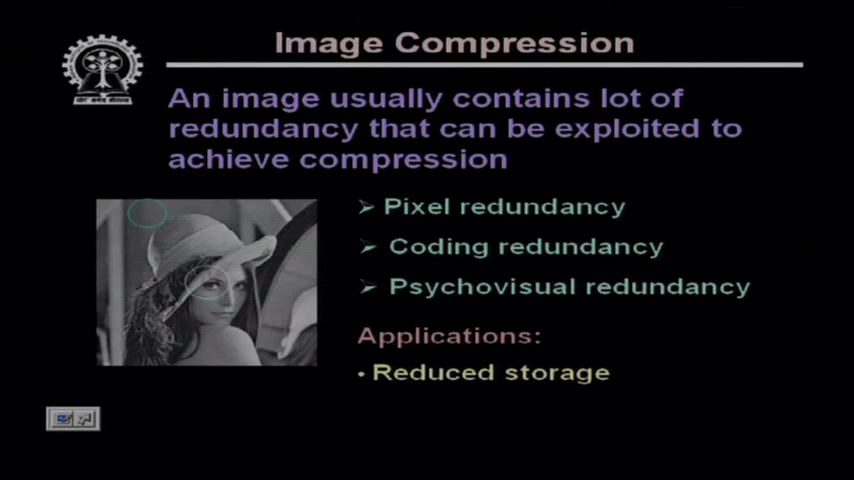 Image Compression
An image usually contains lot of
redundancy that can be exploited to
achieve compression
➢ Pixel redundancy
➢ Coding redundancy
➢ Psychovisual redundancy
Applications:
• Reduced storage